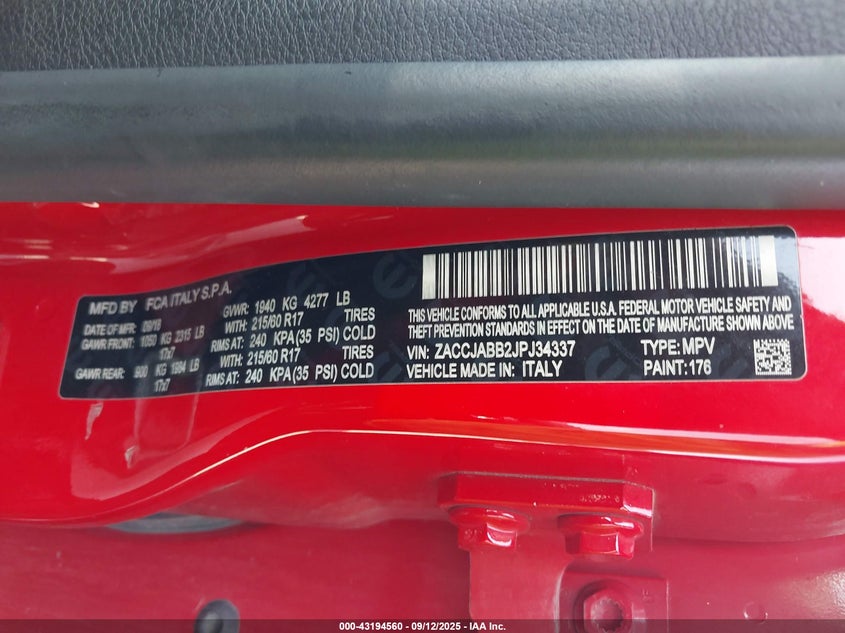 MFD BY FCA ITALY S.P.A.
DATE OF MFD: 09/18 GVWR: 1940 KG 4277 LB
GAWR FRONT: 1050 KG 2315 LB WITH: 215/60 R17 TIRES
17x7 RIMS AT: 240 KPA(35 PSI) COLD
GAWR REAR: 900 KG 1984 LB WITH: 215/60 R17 TIRES
17x7 RIMS AT: 240 KPA(35 PSI) COLD
THIS VEHICLE CONFORMS TO ALL APPLICABLE U.S.A. FEDERAL MOTOR VEHICLE SAFETY AND
BUMPER AND THEFT PREVENTION STANDARDS IN EFFECT ON THE DATE OF MFR SHOWN ABOVE
VIN: ZACCJABB2JPJ34337 TYPE: MPV
VEHICLE MADE IN: ITALY PAINT: 176
000-43194560 - 09/12/2025 - IAA Inc.